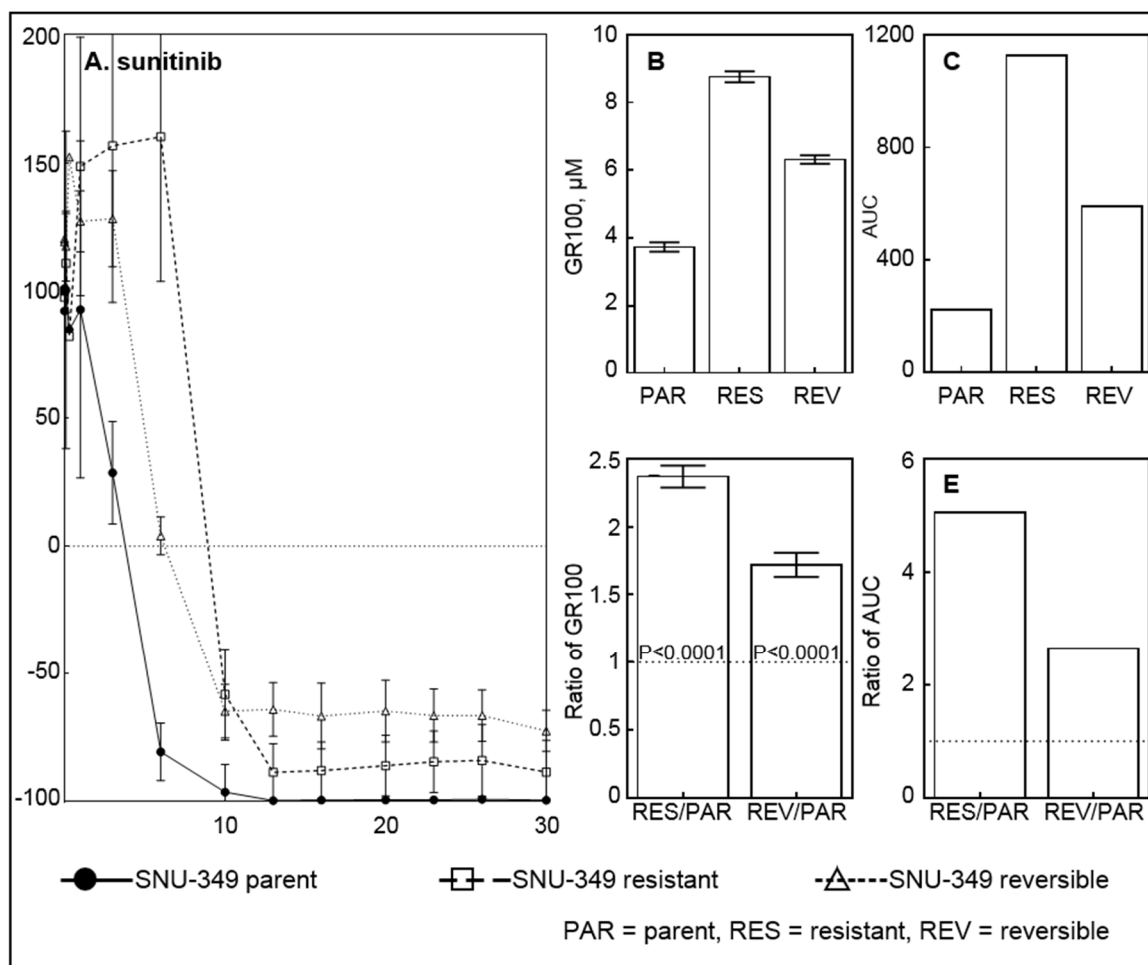 A. sunitinib
200
150
100
50
0
-50
-100
10
20
30
B
GR100, µM
10
8
6
4
2
0
PAR
RES
REV
C
AUC
1200
800
400
0
PAR
RES
REV
Ratio of GR100
2.5
2
1.5
1
0.5
0
P<0.0001
P<0.0001
RES/PAR
REV/PAR
E
Ratio of AUC
6
4
2
0
RES/PAR
REV/PAR
SNU-349 parent
SNU-349 resistant
SNU-349 reversible
PAR = parent, RES = resistant, REV = reversible